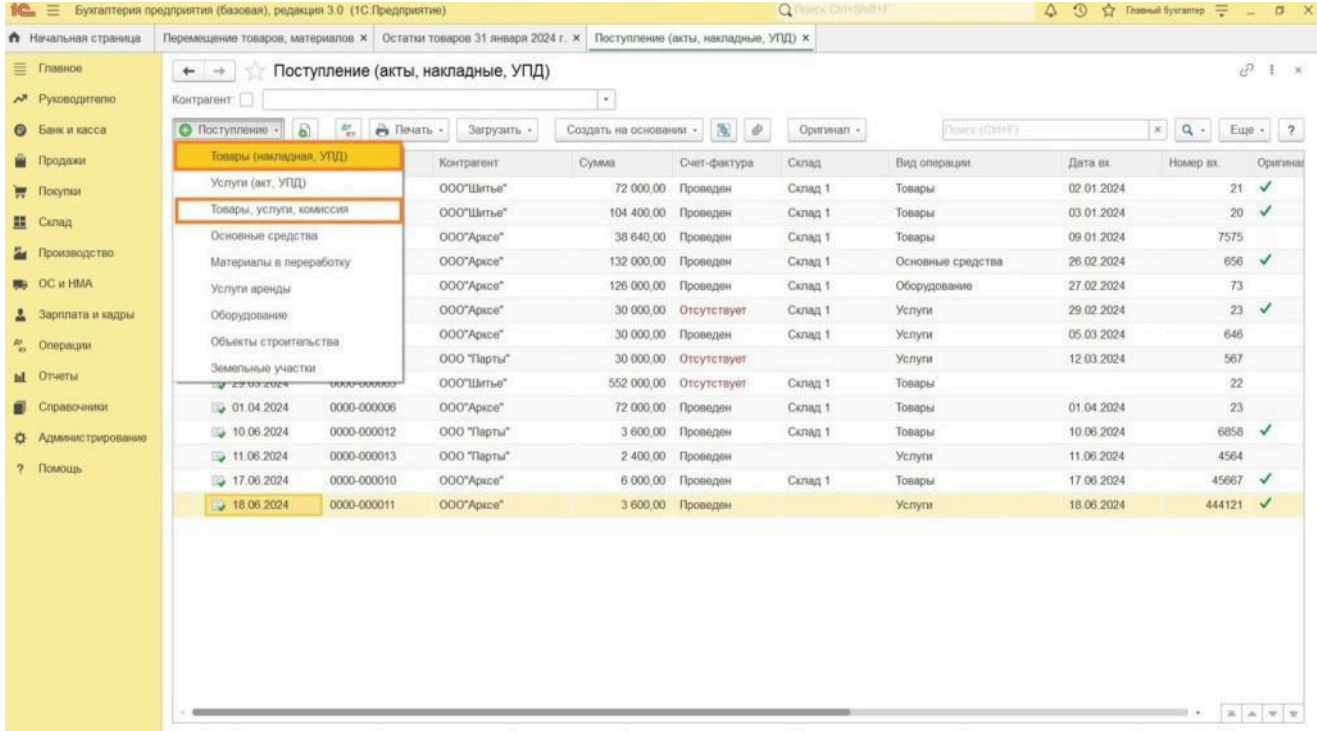 1С Бухгалтерия предприятия (базовая), редакция 3.0 (1С:Предприятие) Поиск Ctrl+Shift+F Главный бухгалтер
Начальная страница Перемещение товаров, материалов × Остатки товаров 31 января 2024 г. × Поступление (акты, накладные, УПД) ×
Главное
Руководителю
Банк и касса
Продажи
Покупки
Склад
Производство
ОС и НМА
Зарплата и кадры
Операции
Отчеты
Справочники
Администрирование
Помощь
Поступление (акты, накладные, УПД)
Контрагент:
Поступление Дт Кт Печать Загрузить Создать на основании Оригинал Поиск (Ctrl+F) × Еще ?
Товары (накладная, УПД)
Услуги (акт, УПД)
Товары, услуги, комиссия
Основные средства
Материалы в переработку
Услуги аренды
Оборудование
Объекты строительства
Земельные участки
Контрагент Сумма Счет-фактура Склад Вид операции Дата вх. Номер вх. Оригинал
ООО"Шитье" 72 000,00 Проведен Склад 1 Товары 02.01.2024 21
ООО"Шитье" 104 400,00 Проведен Склад 1 Товары 03.01.2024 20
ООО"Арксе" 38 640,00 Проведен Склад 1 Товары 09.01.2024 7575
ООО"Арксе" 132 000,00 Проведен Склад 1 Основные средства 26.02.2024 656
ООО"Арксе" 126 000,00 Проведен Склад 1 Оборудование 27.02.2024 73
ООО"Арксе" 30 000,00 Отсутствует Склад 1 Услуги 29.02.2024 23
ООО"Арксе" 30 000,00 Проведен Склад 1 Услуги 05.03.2024 646
ООО "Парты" 30 000,00 Отсутствует Услуги 12.03.2024 567
29.03.2024 0000-000005 ООО"Шитье" 552 000,00 Отсутствует Склад 1 Товары 22
01.04.2024 0000-000006 ООО"Арксе" 72 000,00 Проведен Склад 1 Товары 01.04.2024 23
10.06.2024 0000-000012 ООО "Парты" 3 600,00 Проведен Склад 1 Товары 10.06.2024 6858
11.06.2024 0000-000013 ООО "Парты" 2 400,00 Проведен Услуги 11.06.2024 4564
17.06.2024 0000-000010 ООО"Арксе" 6 000,00 Проведен Склад 1 Товары 17.06.2024 45667
18.06.2024 0000-000011 ООО"Арксе" 3 600,00 Проведен Услуги 18.06.2024 444121